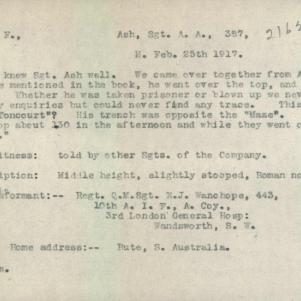 F., Ash, Sgt. A. A., 387, 2165
M. Feb. 25th 1917.
knew Sgt. Ash well. We came over together from A
mentioned in the book, he went over the top, and
Whether he was taken prisoner or blown up we nev
enquiries but could never find any trace. This
His trench was opposite the "Maze".
op about 130 in the afternoon and while they went o
itness: told by other Sgts. of the Company.
iption: Middle height, slightly stooped, Roman no
formant:-- Regt. Q.M.Sgt. N.J. Wanchope, 443,
10th A. I. F., A. Coy.,
3rd London General Hosp:
Wandsworth, S. W.
Home address:-- Bute, S. Australia.